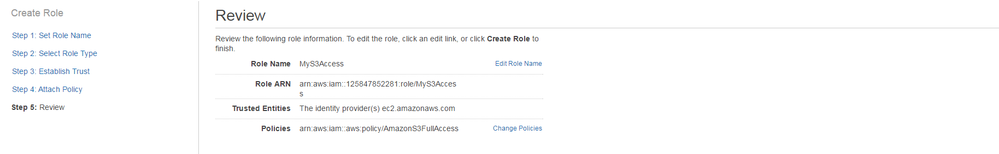 Create Role
Step 1: Set Role Name
Step 2: Select Role Type
Step 3: Establish Trust
Step 4: Attach Policy
Step 5: Review
Review
Review the following role information. To edit the role, click an edit link, or click Create Role to
finish.
Role Name MyS3Access Edit Role Name
Role ARN arn:aws:iam::125847852281:role/MyS3Acces
s
Trusted Entities The identity provider(s) ec2.amazonaws.com
Policies arn:aws:iam::aws:policy/AmazonS3FullAccess Change Policies